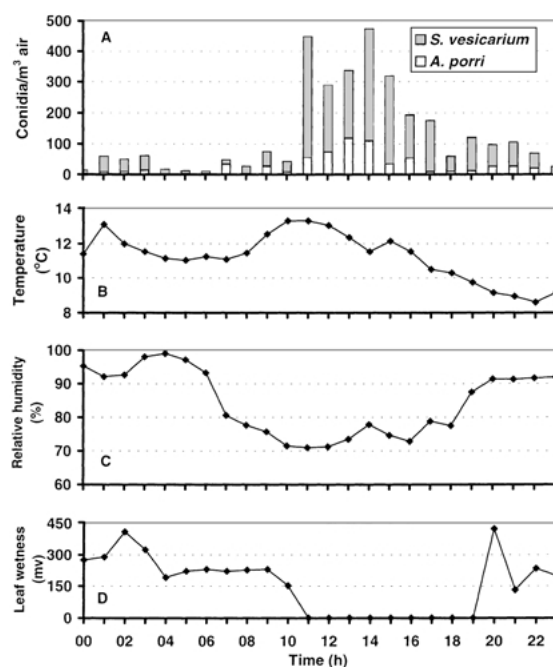 A
S. vesicarium
A. porri
Conidia/m³ air
500
400
300
200
100
0
B
Temperature
(°C)
14
12
10
8
C
Relative humidity
(%)
100
90
80
70
60
D
Leaf wetness
(mv)
450
300
150
0
00 02 04 06 08 10 12 14 16 18 20 22
Time (h)